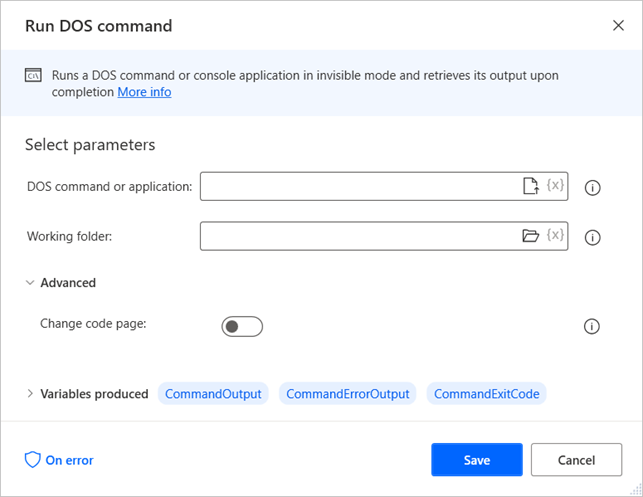 Run DOS command
C:\
Runs a DOS command or console application in invisible mode and retrieves its output upon
completion More info
Select parameters
DOS command or application: {x}
Working folder: {x}
Advanced
Change code page:
Variables produced CommandOutput CommandErrorOutput CommandExitCode
On error Save Cancel